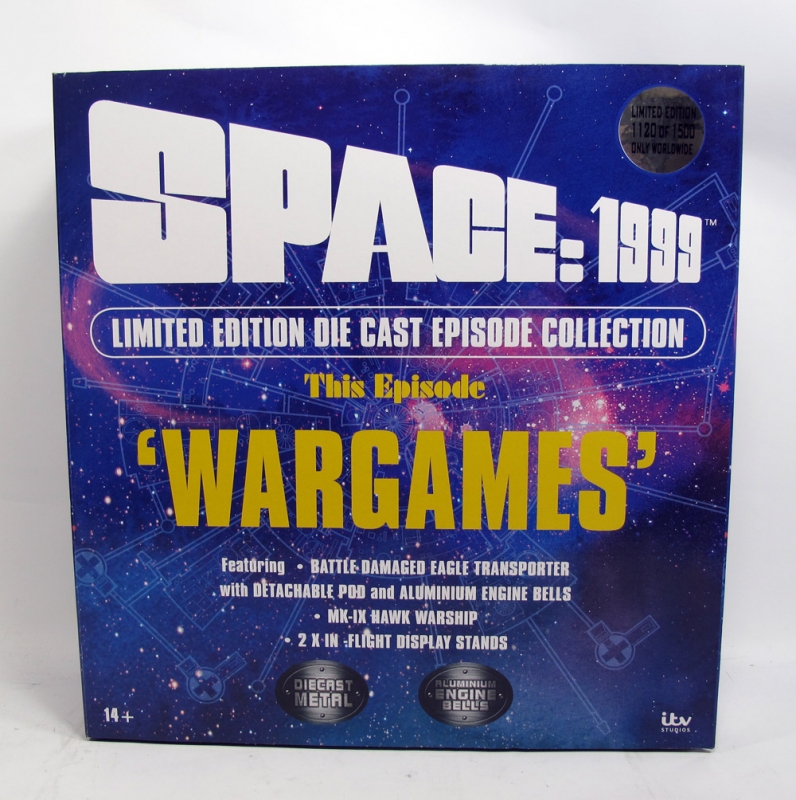 LIMITED EDITION
1120 OF 1500
ONLY WORLDWIDE
SPACE: 1999™
LIMITED EDITION DIE CAST EPISODE COLLECTION
This Episode
'WARGAMES'
Featuring • BATTLE DAMAGED EAGLE TRANSPORTER
with DETACHABLE POD and ALUMINIUM ENGINE BELLS
• MK-IX HAWK WARSHIP
• 2 X IN -FLIGHT DISPLAY STANDS
DIECAST
METAL
ALUMINIUM
ENGINE
BELLS
14+
itv
STUDIOS